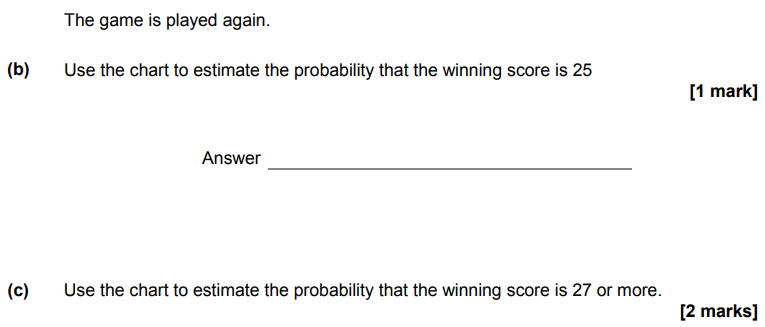 The game is played again.
(b) Use the chart to estimate the probability that the winning score is 25
[1 mark]
Answer
(c) Use the chart to estimate the probability that the winning score is 27 or more.
[2 marks]